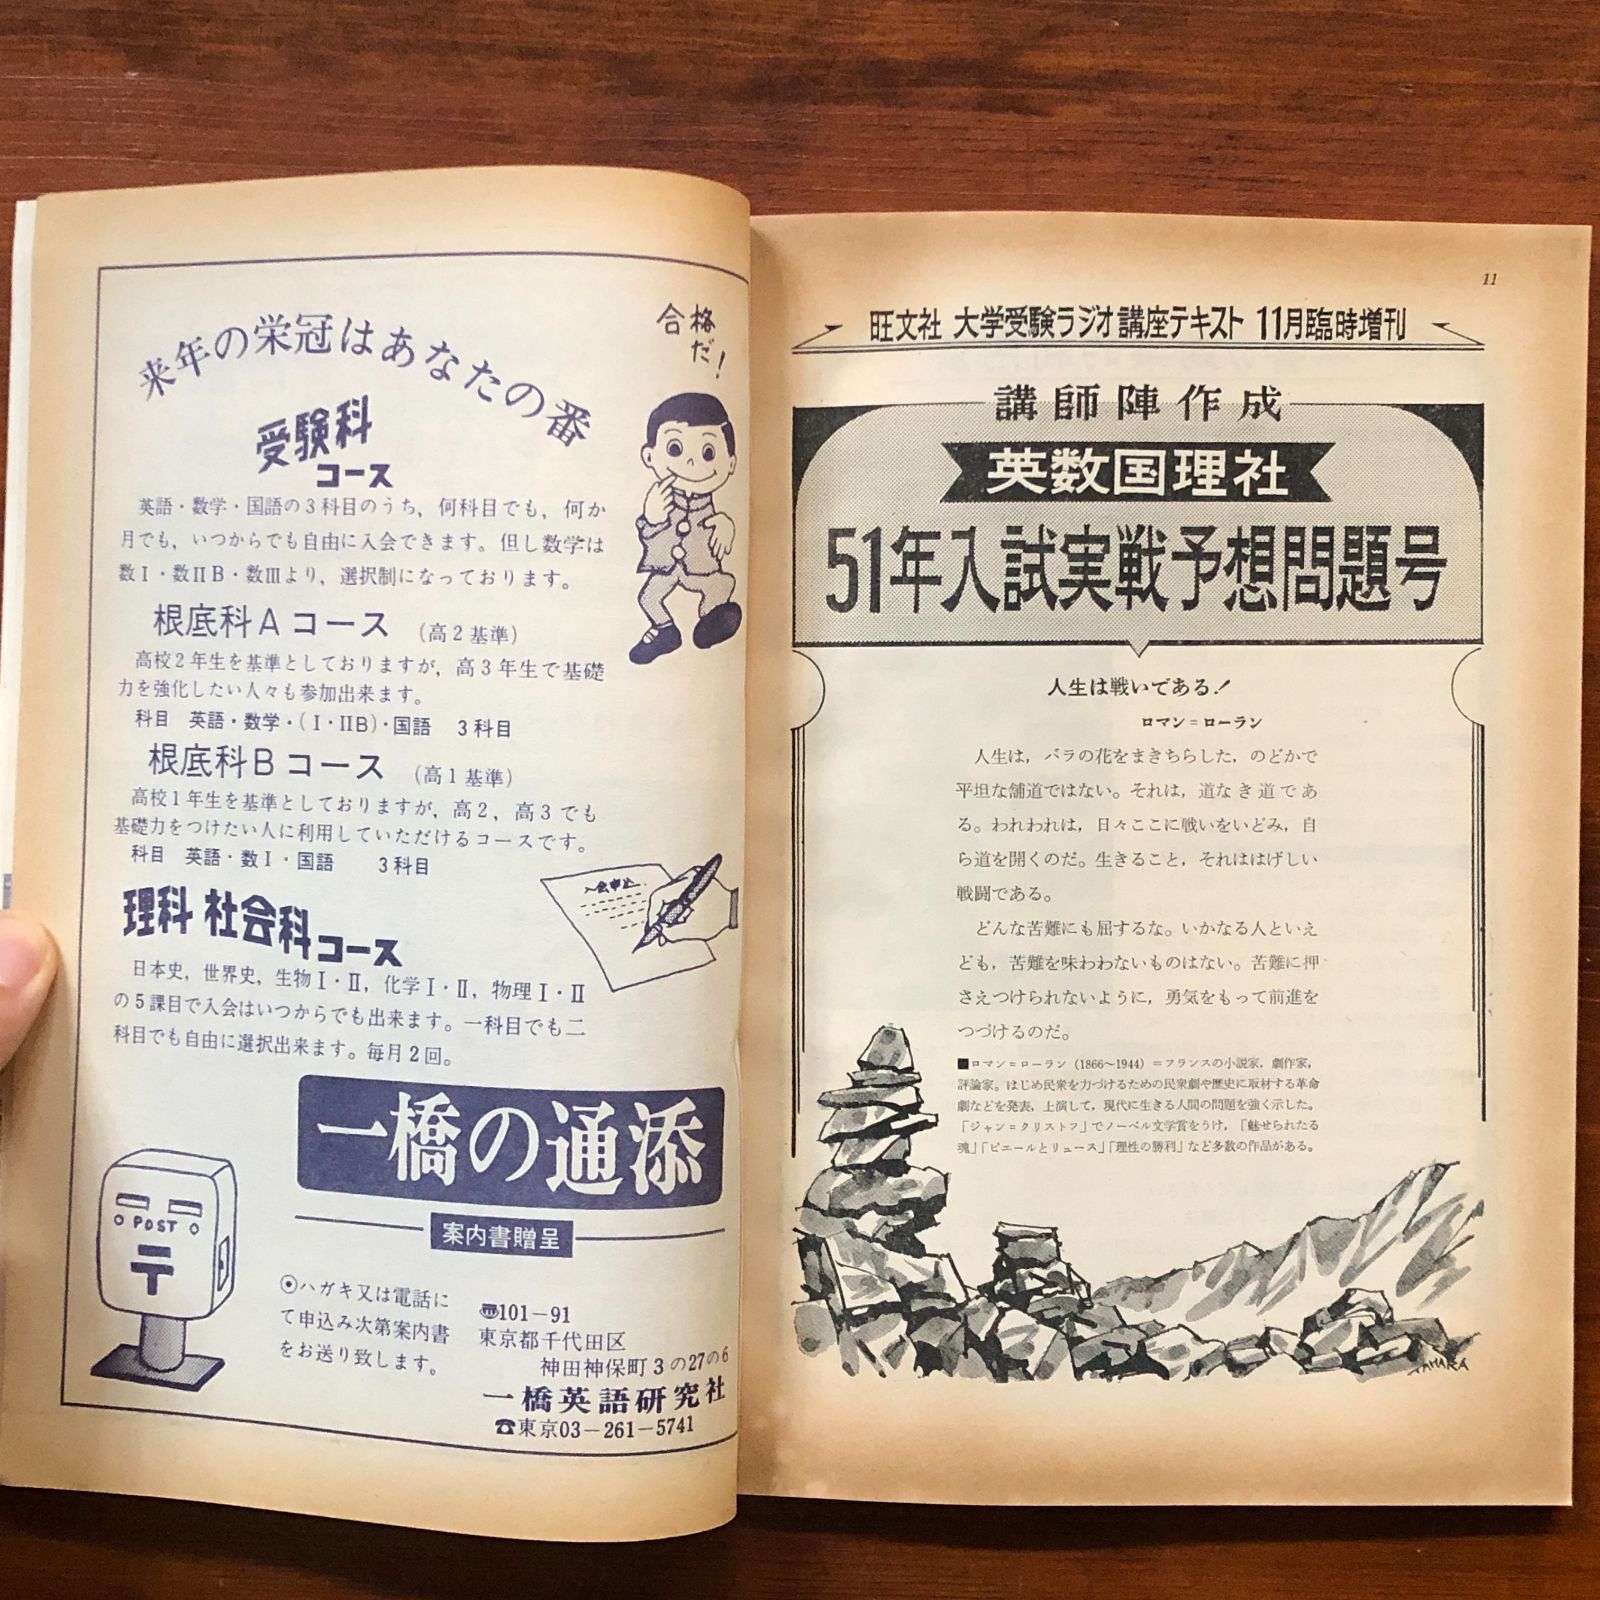 来年の栄冠はあなたの番
合格
だ!
受験科
コース
英語・数学・国語の3科目のうち，何科目でも，何か
月でも，いつからでも自由に入会できます。但し数学は
数Ⅰ・数ⅡB・数Ⅲより，選択制になっております。
根底科Aコース (高2基準)
高校2年生を基準としておりますが，高3年生で基礎
力を強化したい人々も参加出来ます。
科目 英語・数学・(Ⅰ・ⅡB)・国語 3科目
根底科Bコース (高1基準)
高校1年生を基準としておりますが，高2，高3でも
基礎力をつけたい人に利用していただけるコースです。
科目 英語・数Ⅰ・国語 3科目
入会申込
理科 社会科コース
日本史，世界史，生物Ⅰ・Ⅱ，化学Ⅰ・Ⅱ，物理Ⅰ・Ⅱ
の5課目で入会はいつからでも出来ます。一科目でも二
科目でも自由に選択出来ます。毎月2回。
一橋の通添
案内書贈呈
POST
〒
⦿ハガキ又は電話に
て申込み次第案内書
をお送り致します。
☎101-91
東京都千代田区
神田神保町3の27の6
一橋英語研究社
☎東京03-261-5741
11
旺文社 大学受験ラジオ講座テキスト 11月臨時増刊
講師陣作成
英数国理社
51年入試実戦予想問題号
人生は戦いである!
ロマン＝ローラン
人生は，バラの花をまきちらした，のどかで
平坦な舗道ではない。それは，道なき道であ
る。われわれは，日々ここに戦いをいどみ，自
ら道を開くのだ。生きること，それははげしい
戦闘である。
どんな苦難にも屈するな。いかなる人といえ
ども，苦難を味わわないものはない。苦難に押
さえつけられないように，勇気をもって前進を
つづけるのだ。
■ロマン＝ローラン (1866〜1944)＝フランスの小説家，劇作家，
評論家。はじめ民衆を力づけるための民衆劇や歴史に取材する革命
劇などを発表，上演して，現代に生きる人間の問題を強く示した。
「ジャン＝クリストフ」でノーベル文学賞をうけ，「魅せられたる
魂」「ピエールとリュース」「理性の勝利」など多数の作品がある。